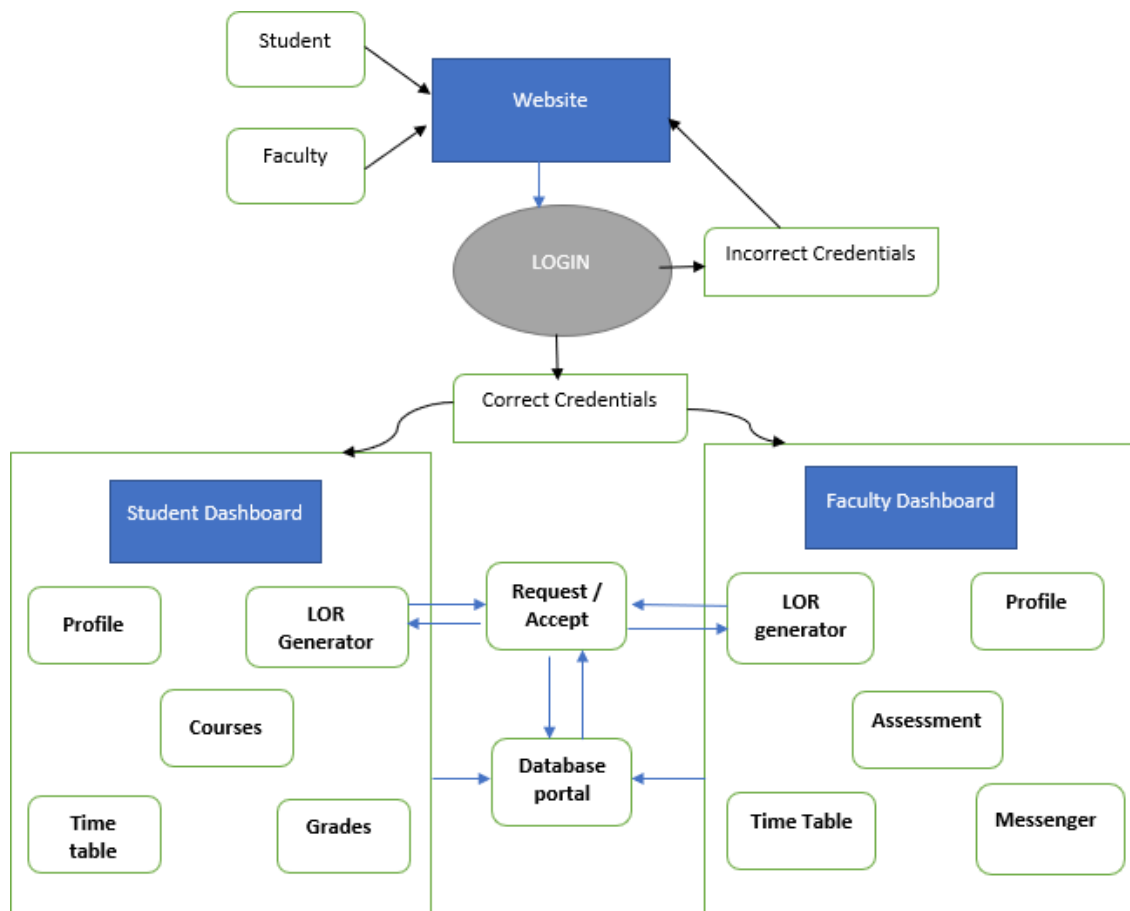 Student
Website
Faculty
LOGIN
Incorrect Credentials
Correct Credentials
Student Dashboard
Faculty Dashboard
Profile
LOR
Generator
Request /
Accept
LOR
generator
Profile
Courses
Assessment
Database
portal
Time
table
Grades
Time Table
Messenger